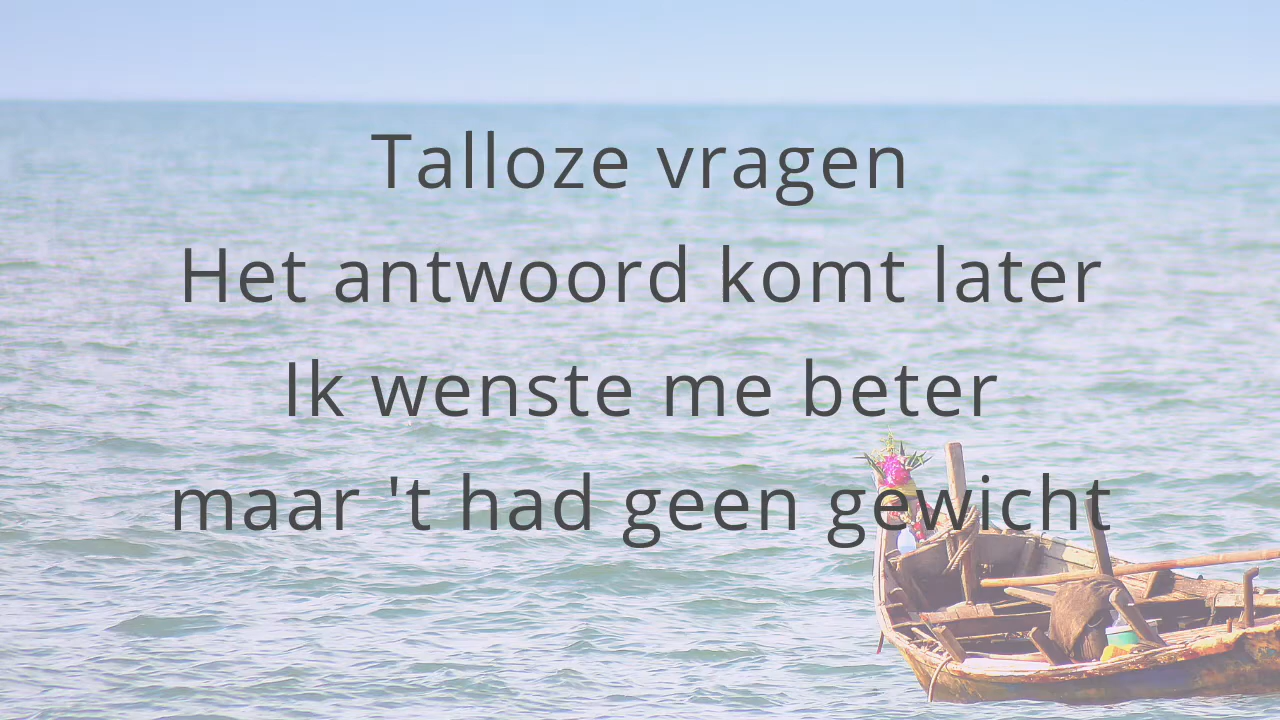 Talloze vragen
Het antwoord komt later
Ik wenste me beter
maar 't had geen gewicht